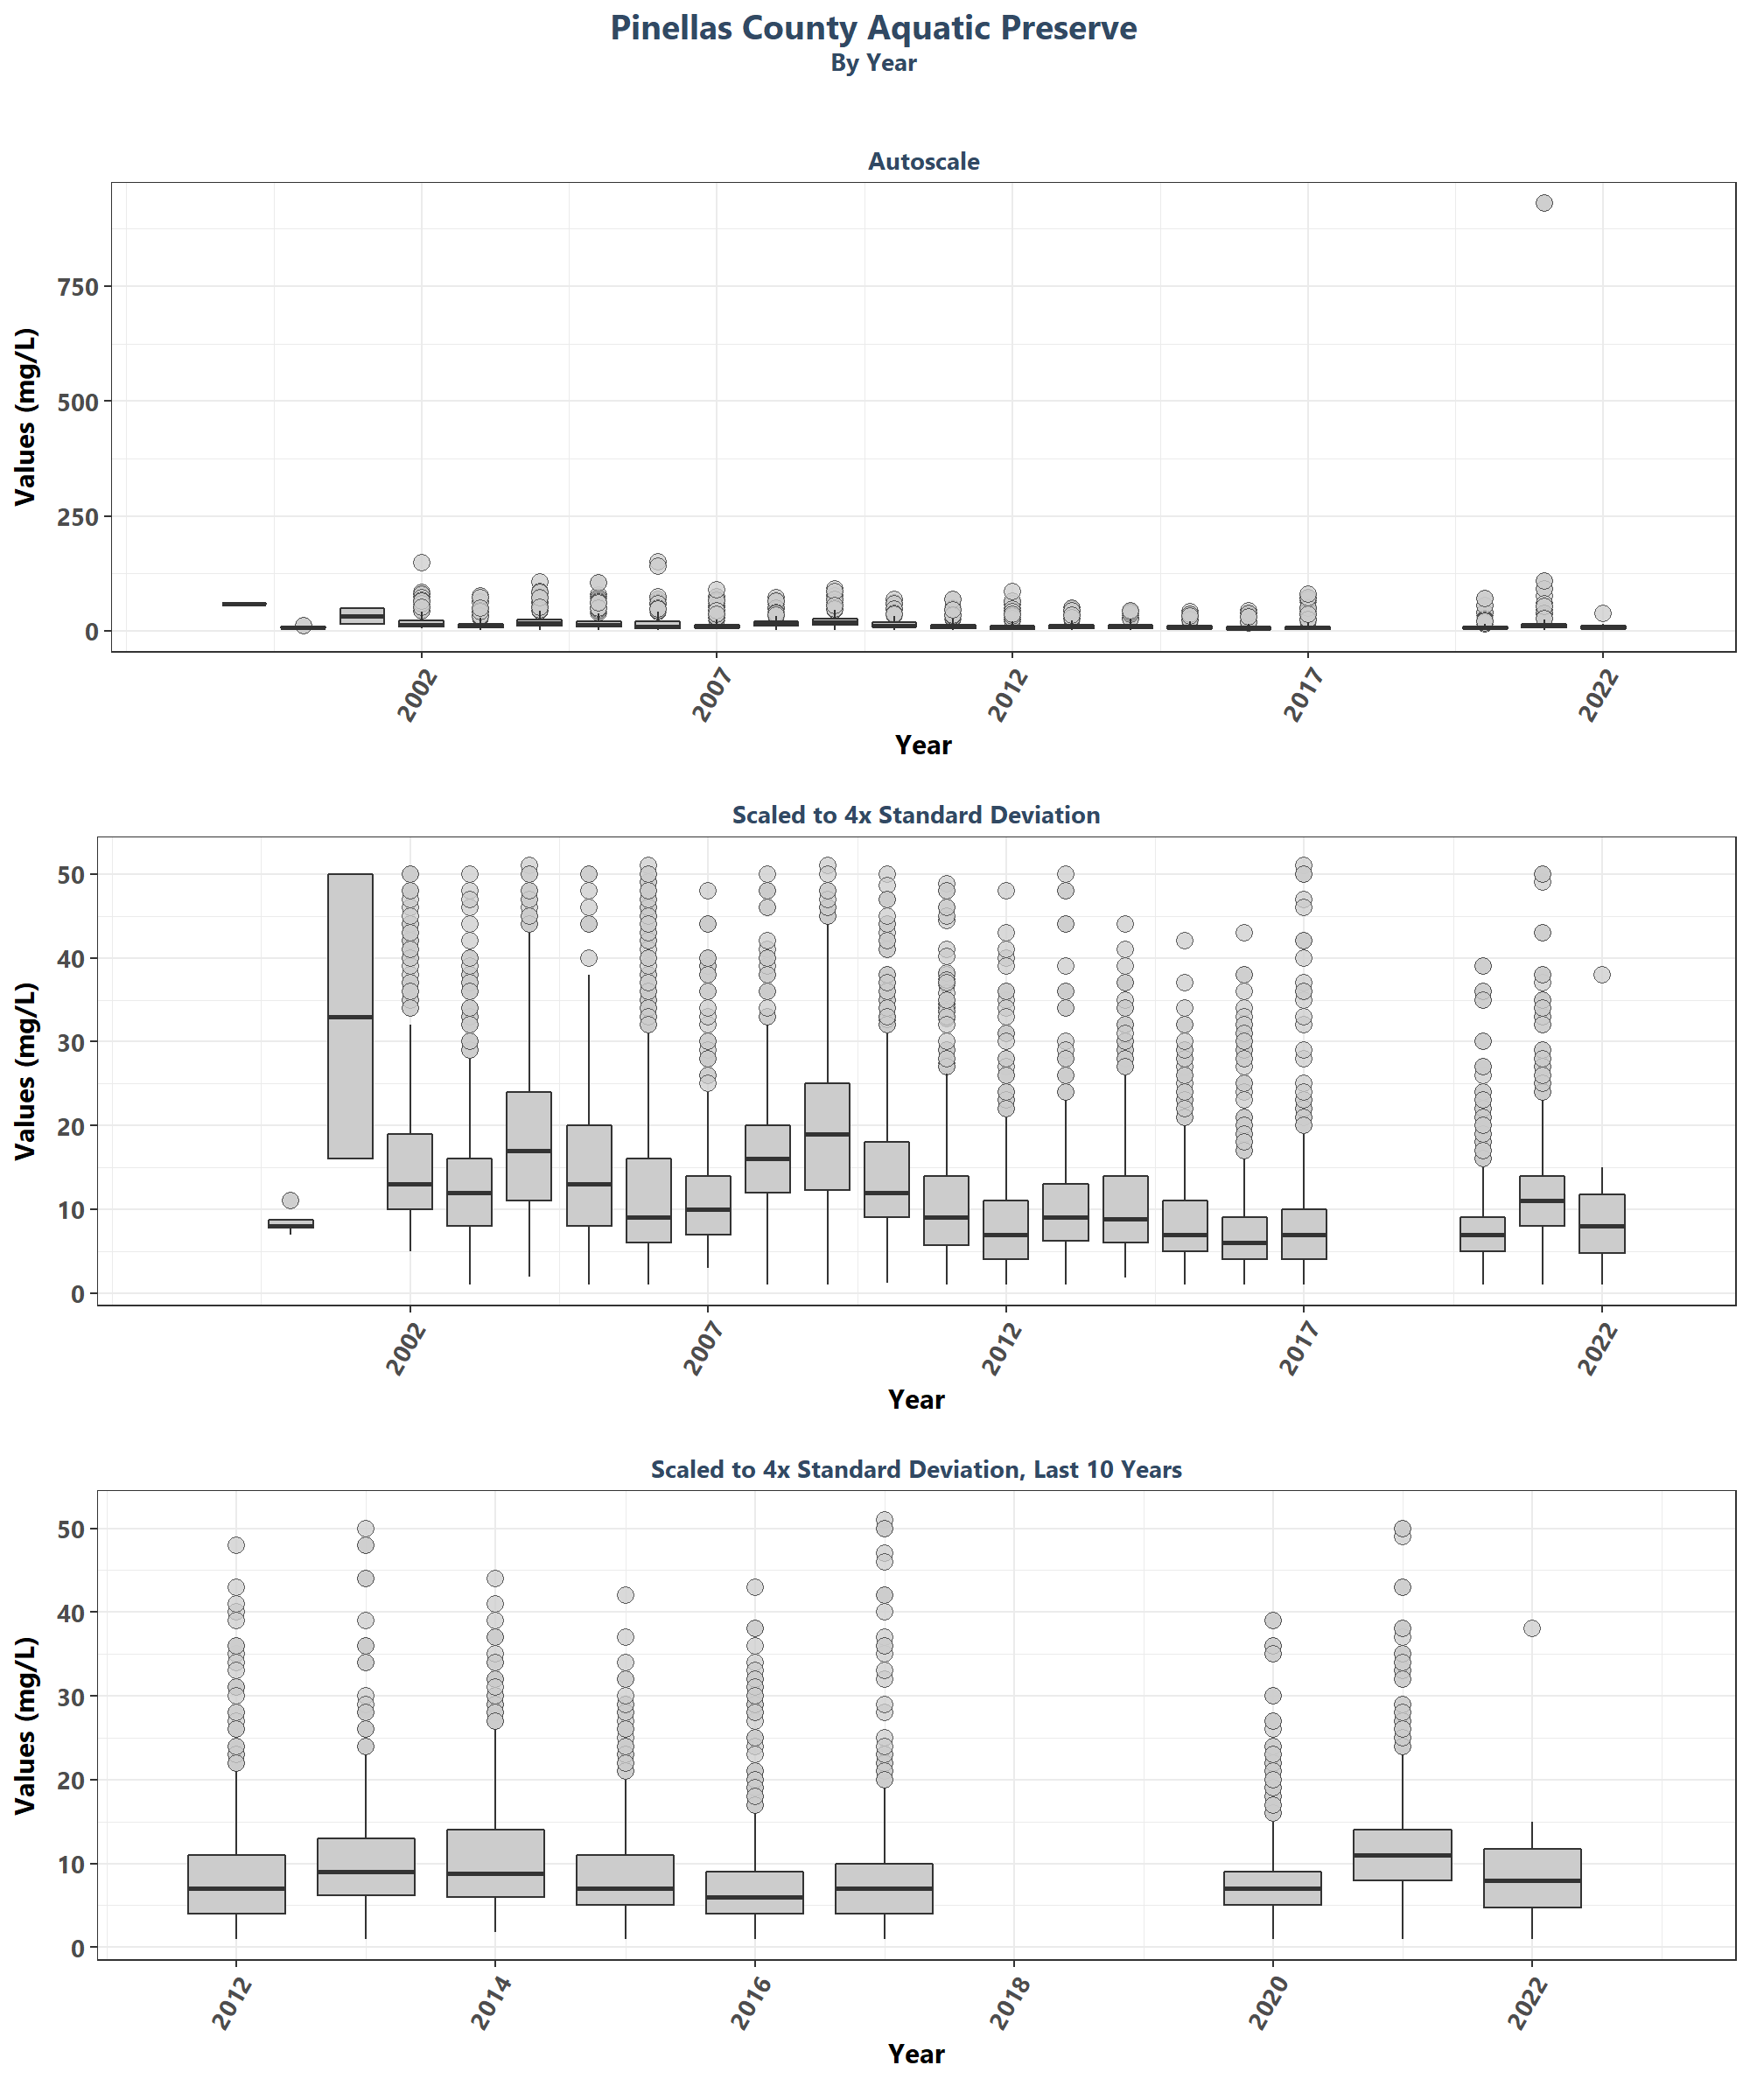 Pinellas County Aquatic Preserve
By Year
Autoscale
Values (mg/L)
750
500
250
0
2002
2007
2012
2017
2022
Year
Scaled to 4x Standard Deviation
Values (mg/L)
50
40
30
20
10
0
2002
2007
2012
2017
2022
Year
Scaled to 4x Standard Deviation, Last 10 Years
Values (mg/L)
50
40
30
20
10
0
2012
2014
2016
2018
2020
2022
Year